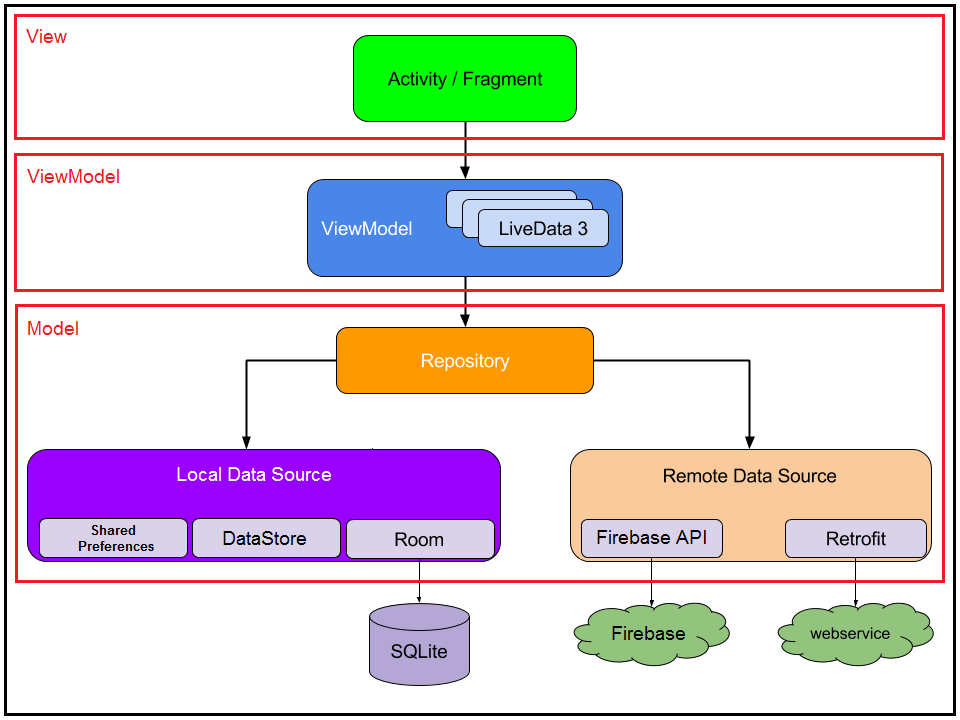 View
Activity / Fragment
ViewModel
ViewModel
LiveData 3
Model
Repository
Local Data Source
Remote Data Source
Shared
Preferences
DataStore
Room
Firebase API
Retrofit
SQLite
Firebase
webservice